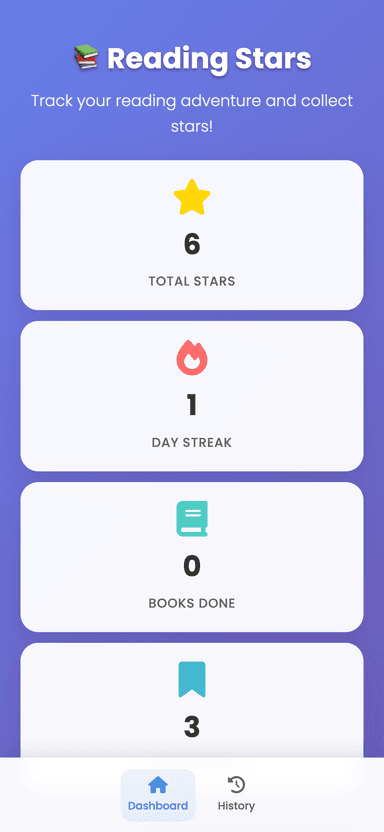 Reading Stars
Track your reading adventure and collect
stars!
6
TOTAL STARS
1
DAY STREAK
0
BOOKS DONE
3
Dashboard
History